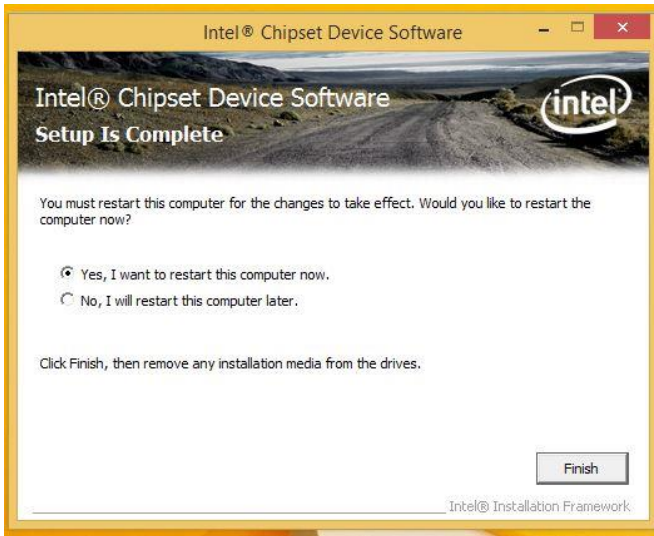 Intel® Chipset Device Software
Intel® Chipset Device Software
intel
Setup Is Complete
You must restart this computer for the changes to take effect. Would you like to restart the
computer now?
Yes, I want to restart this computer now.
No, I will restart this computer later.
Click Finish, then remove any installation media from the drives.
Finish
Intel® Installation Framework